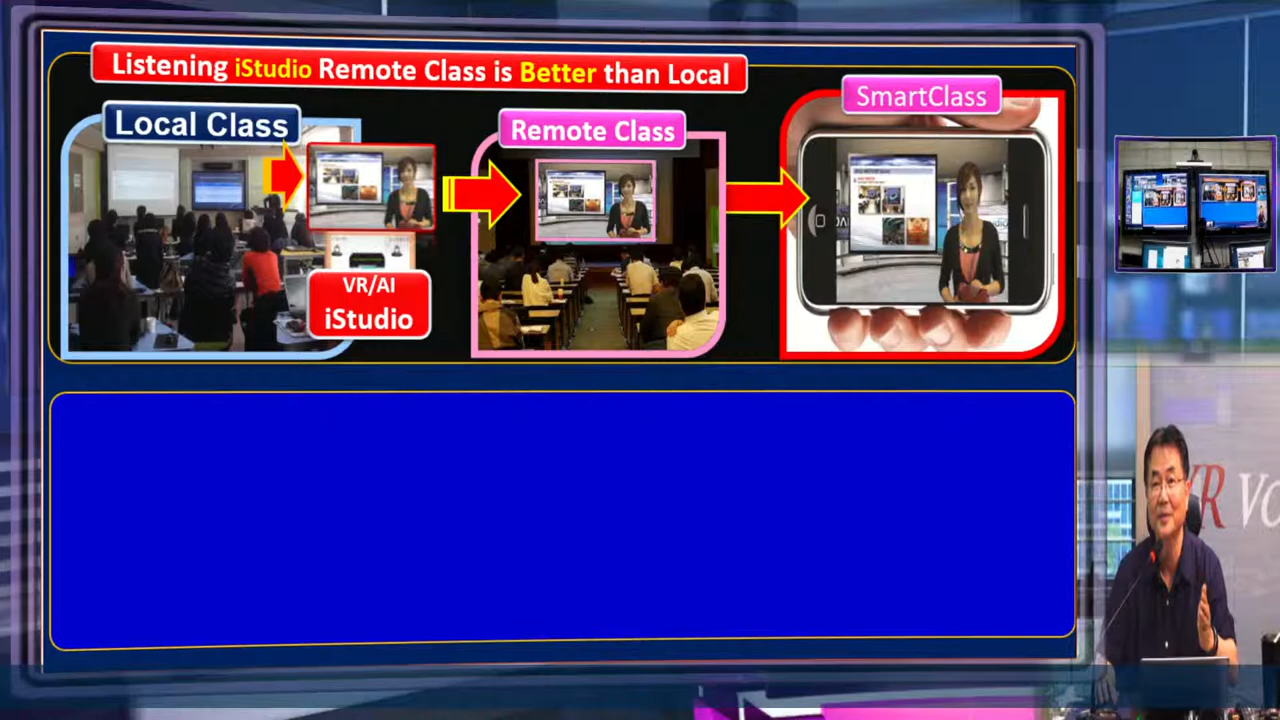 Listening iStudio Remote Class is Better than Local
Local Class
Remote Class
SmartClass
VR/AI
iStudio